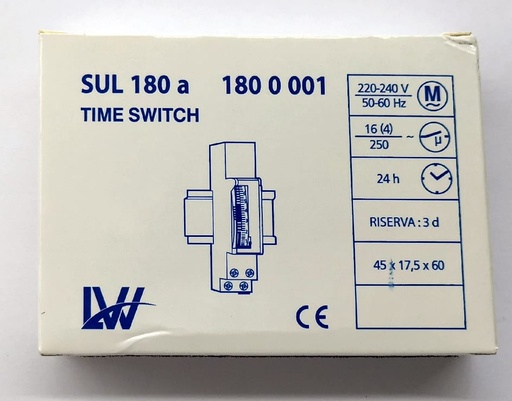 SUL 180 a 180 0 001
TIME SWITCH
220-240 V
50-60 Hz
M
16 (4)
250 ~
μ
24 h
RISERVA : 3 d
45 x 17,5 x 60
LW
CE